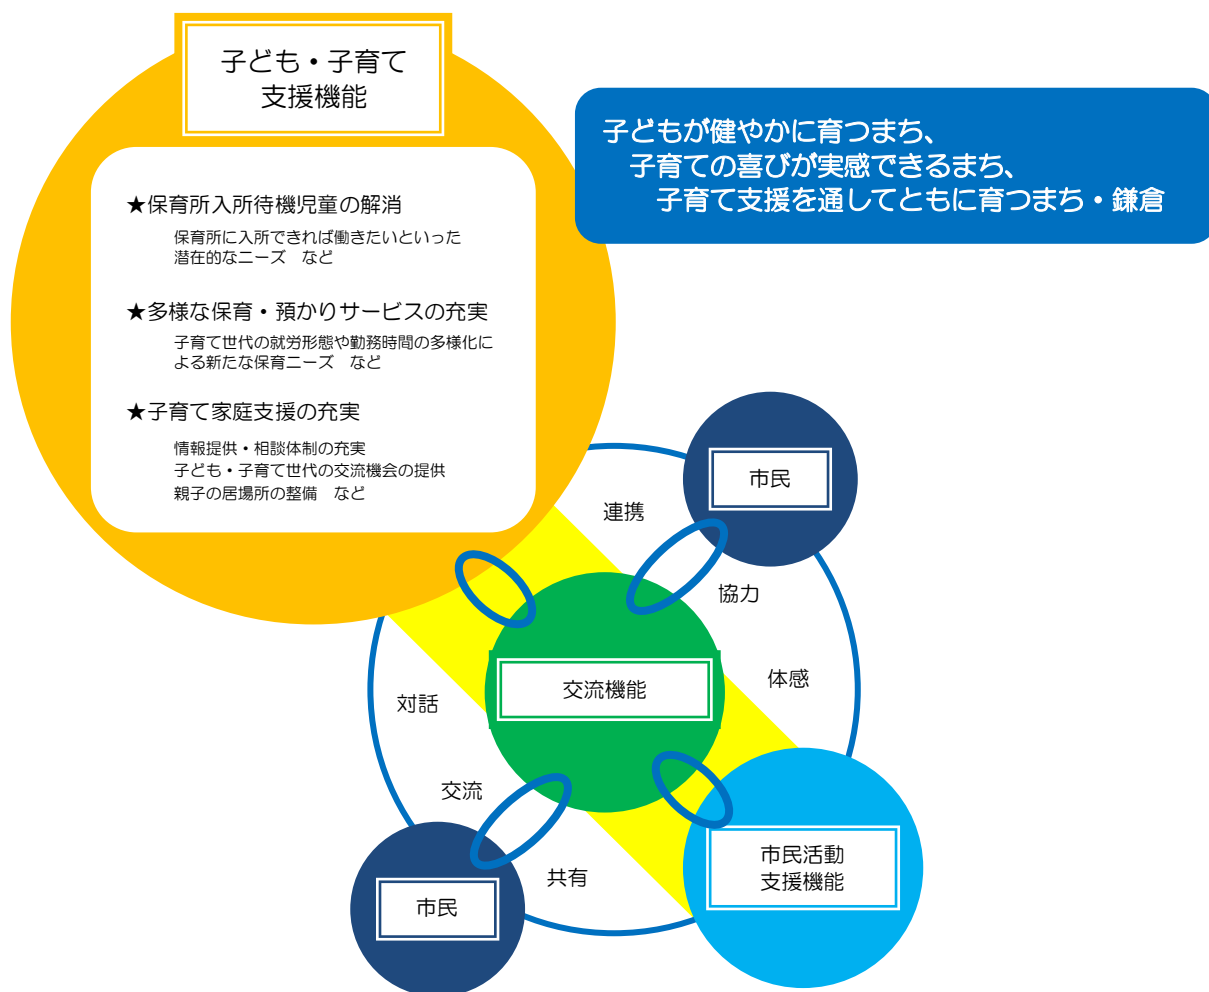 子ども・子育て
支援機能
子どもが健やかに育つまち、
子育ての喜びが実感できるまち、
子育て支援を通してともに育つまち・鎌倉
★保育所入所待機児童の解消
保育所に入所できれば働きたいといった
潜在的なニーズ　など
★多様な保育・預かりサービスの充実
子育て世代の就労形態や勤務時間の多様化に
よる新たな保育ニーズ　など
★子育て家庭支援の充実
情報提供・相談体制の充実
子ども・子育て世代の交流機会の提供
親子の居場所の整備　など
市民
連携
協力
体感
交流機能
対話
交流
共有
市民活動
支援機能
市民